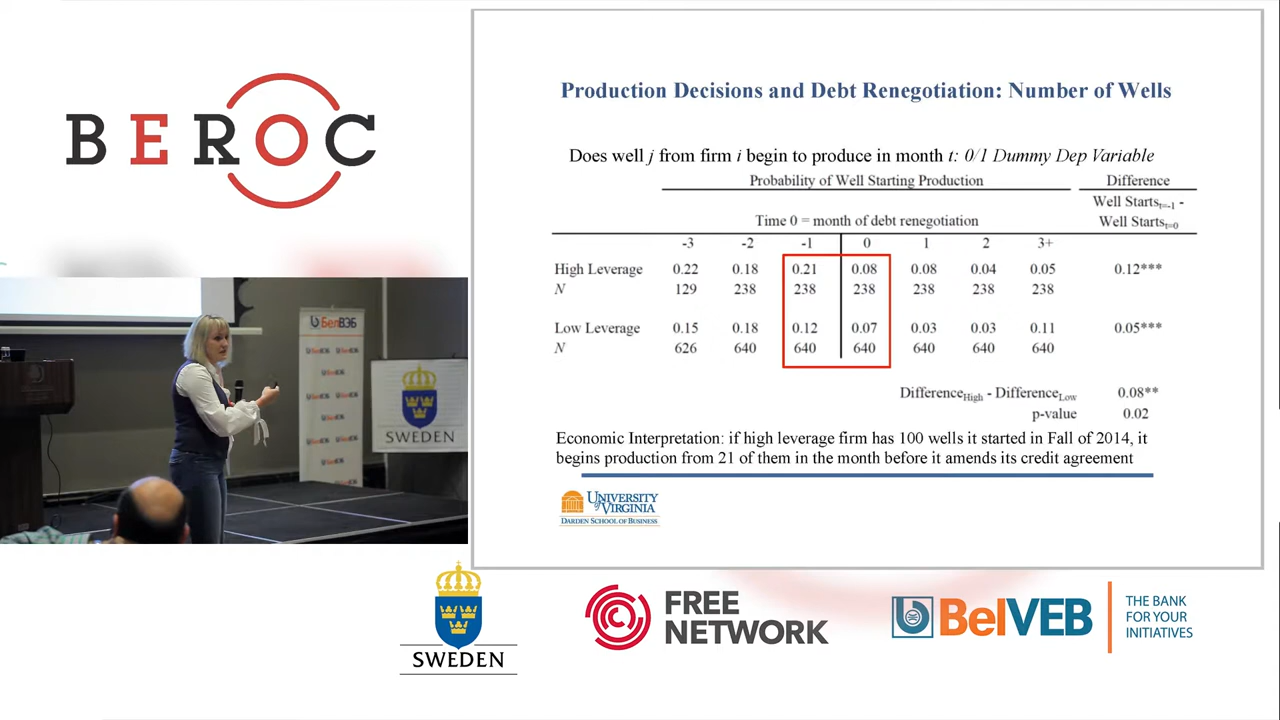 BEROC
Production Decisions and Debt Renegotiation: Number of Wells
Does well j from firm i begin to produce in month t: 0/1 Dummy Dep Variable
Probability of Well Starting Production Difference
Well Starts t=-1 -
Time 0 = month of debt renegotiation Well Starts t=0
-3 -2 -1 0 1 2 3+
High Leverage 0.22 0.18 0.21 0.08 0.08 0.04 0.05 0.12***
N 129 238 238 238 238 238 238
Low Leverage 0.15 0.18 0.12 0.07 0.03 0.03 0.11 0.05***
N 626 640 640 640 640 640 640
Difference High - Difference Low 0.08**
p-value 0.02
Economic Interpretation: if high leverage firm has 100 wells it started in Fall of 2014, it
begins production from 21 of them in the month before it amends its credit agreement
UNIVERSITY
of VIRGINIA
DARDEN SCHOOL OF BUSINESS
БелВЭБ
SWEDEN
SWEDEN
FREE
NETWORK
BelVEB
THE BANK
FOR YOUR
INITIATIVES